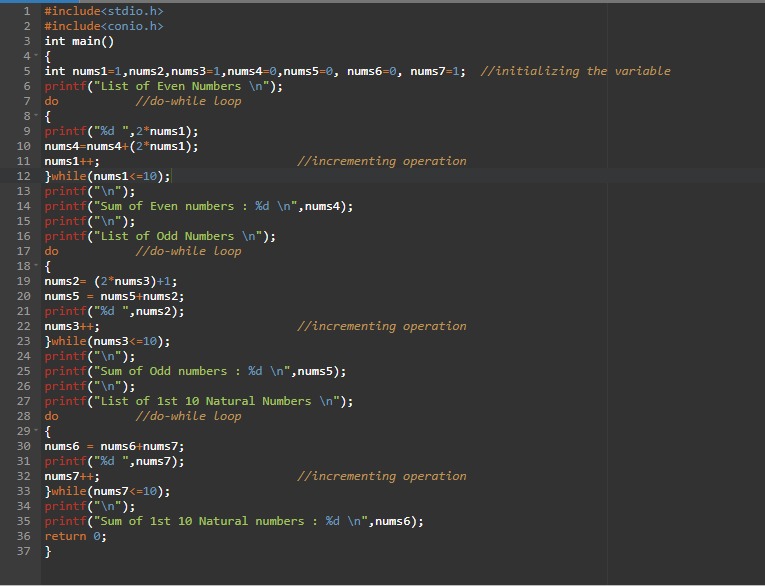 1 #include<stdio.h>
2 #include<conio.h>
3 int main()
4 {
5 int nums1=1,nums2,nums3=1,nums4=0,nums5=0, nums6=0, nums7=1; //initializing the variable
6 printf("List of Even Numbers \n");
7 do //do-while loop
8 {
9 printf("%d ",2*nums1);
10 nums4=nums4+(2*nums1);
11 nums1++; //incrementing operation
12 }while(nums1<=10);
13 printf("\n");
14 printf("Sum of Even numbers : %d \n",nums4);
15 printf("\n");
16 printf("List of Odd Numbers \n");
17 do //do-while loop
18 {
19 nums2= (2*nums3)+1;
20 nums5 = nums5+nums2;
21 printf("%d ",nums2);
22 nums3++; //incrementing operation
23 }while(nums3<=10);
24 printf("\n");
25 printf("Sum of Odd numbers : %d \n",nums5);
26 printf("\n");
27 printf("List of 1st 10 Natural Numbers \n");
28 do //do-while loop
29 {
30 nums6 = nums6+nums7;
31 printf("%d ",nums7);
32 nums7++; //incrementing operation
33 }while(nums7<=10);
34 printf("\n");
35 printf("Sum of 1st 10 Natural numbers : %d \n",nums6);
36 return 0;
37 }